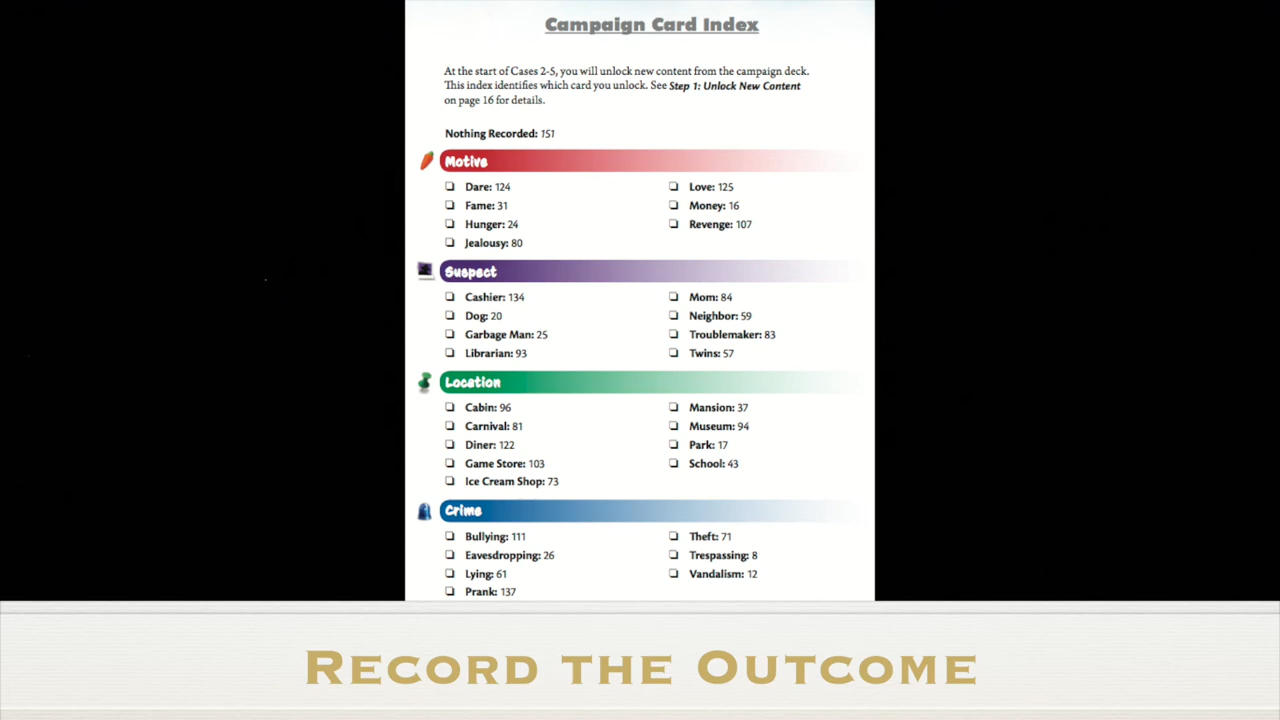 Campaign Card Index
At the start of Cases 2-5, you will unlock new content from the campaign deck.
This index identifies which card you unlock. See Step 1: Unlock New Content
on page 16 for details.
Nothing Recorded: 151
Motive
❏ Dare: 124
❏ Fame: 31
❏ Hunger: 24
❏ Jealousy: 80
❏ Love: 125
❏ Money: 16
❏ Revenge: 107
Suspect
❏ Cashier: 134
❏ Dog: 20
❏ Garbage Man: 25
❏ Librarian: 93
❏ Mom: 84
❏ Neighbor: 59
❏ Troublemaker: 83
❏ Twins: 57
Location
❏ Cabin: 96
❏ Carnival: 81
❏ Diner: 122
❏ Game Store: 103
❏ Ice Cream Shop: 73
❏ Mansion: 37
❏ Museum: 94
❏ Park: 17
❏ School: 43
Crime
❏ Bullying: 111
❏ Eavesdropping: 26
❏ Lying: 61
❏ Prank: 137
❏ Theft: 71
❏ Trespassing: 8
❏ Vandalism: 12
Record the Outcome